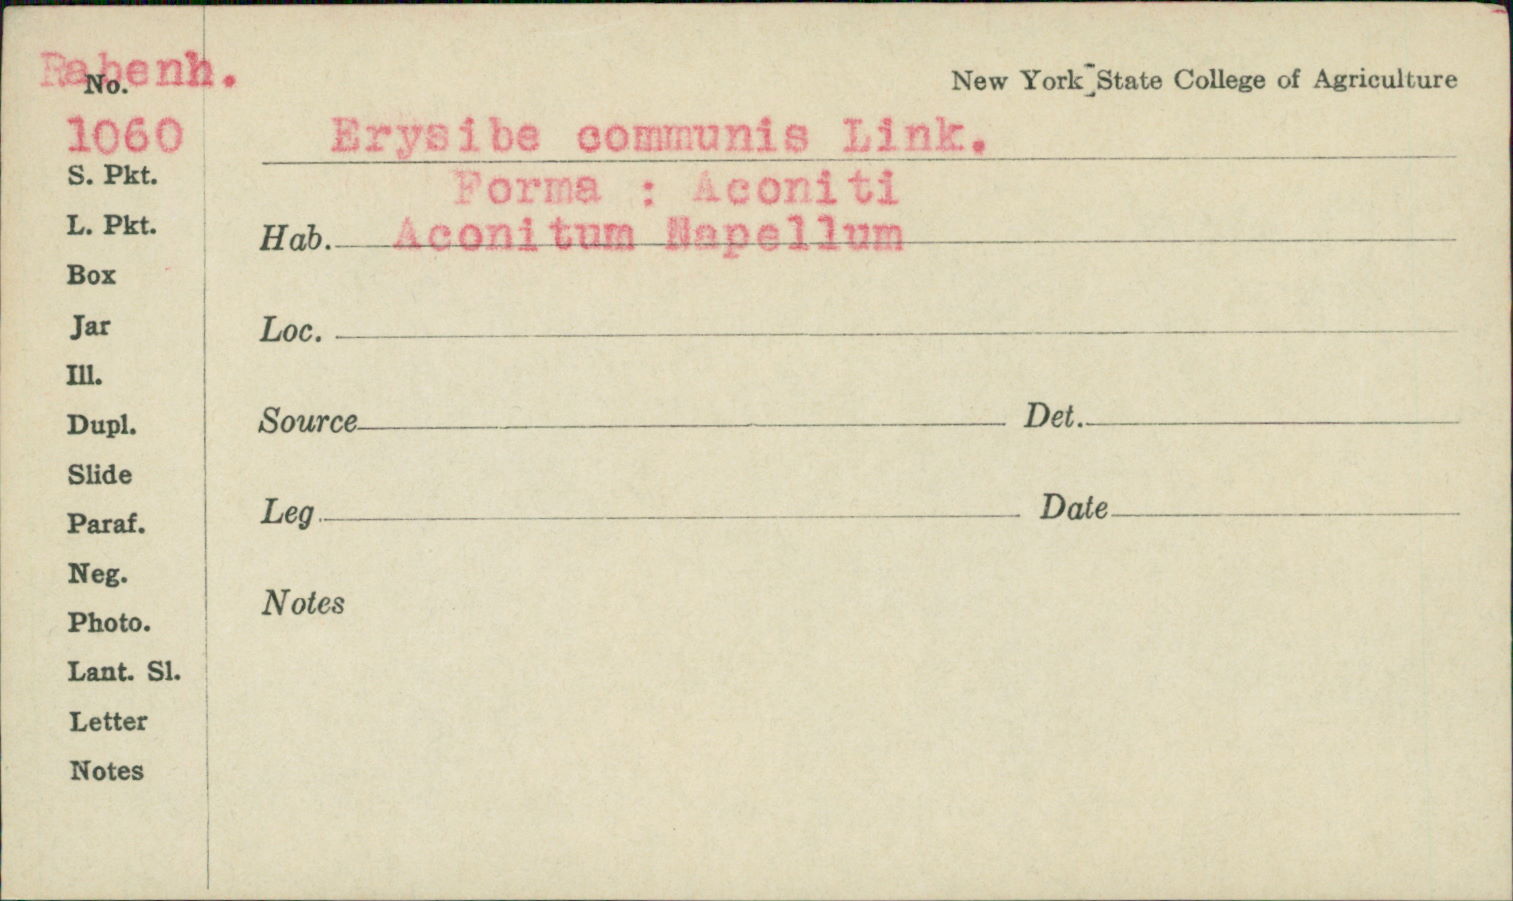 Rabenh.
No.
New York State College of Agriculture
1060
Erysibe communis Link.
S. Pkt.
Forma : Aconiti
L. Pkt.
Hab. Aconitum Napellum
Box
Jar
Loc.
Ill.
Dupl.
Source Det.
Slide
Paraf.
Leg Date
Neg.
Notes
Photo.
Lant. Sl.
Letter
Notes